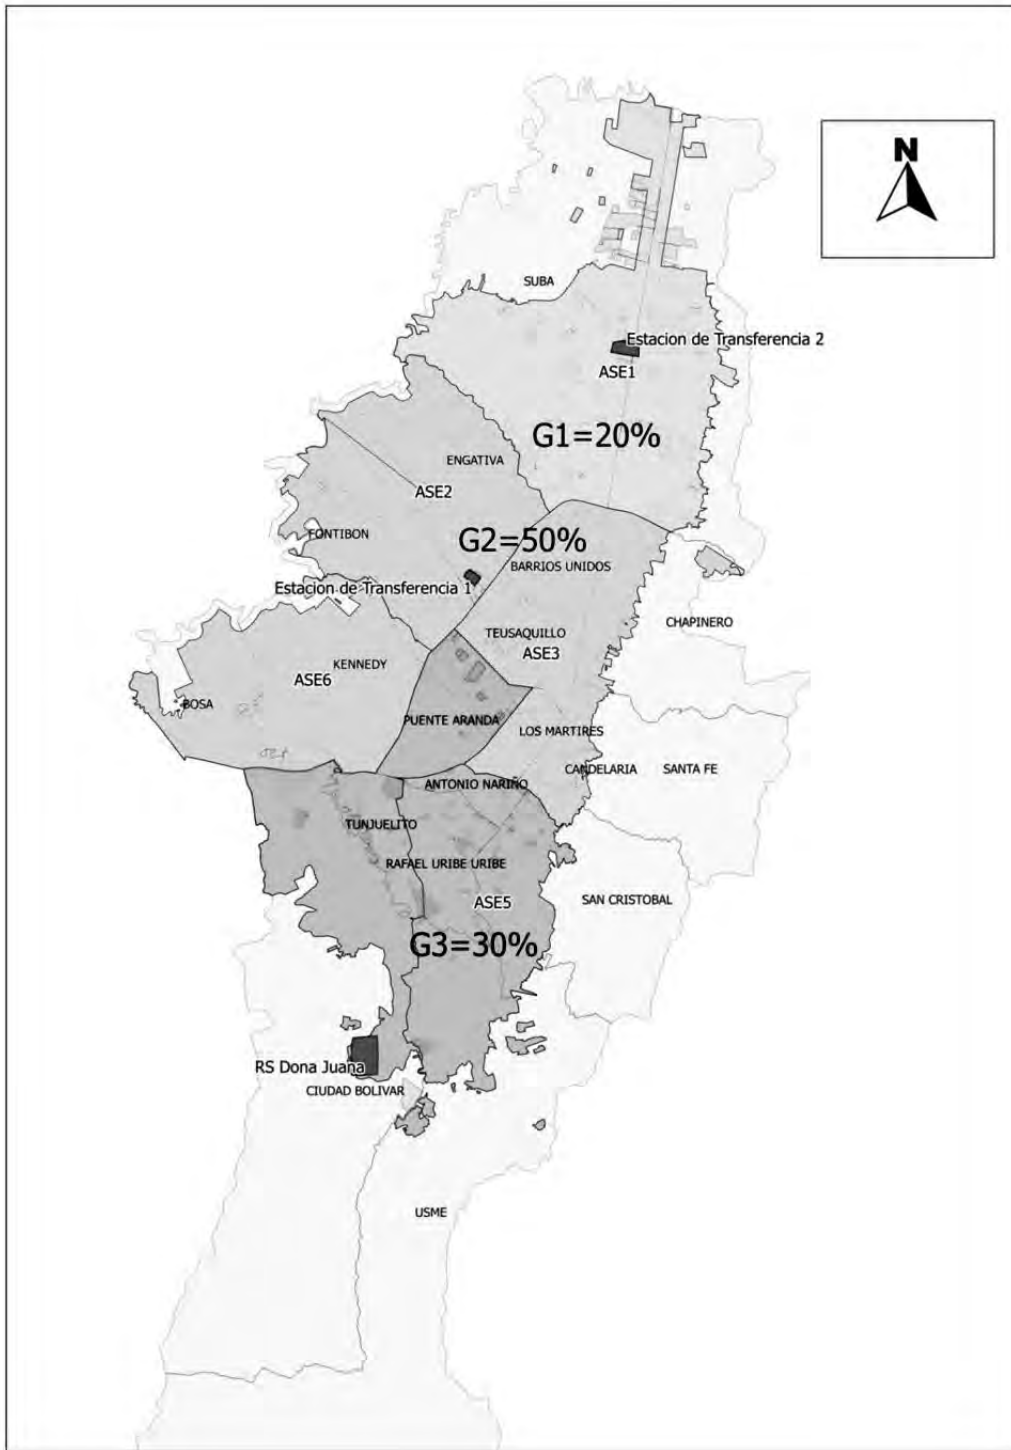 N
SUBA
Estacion de Transferencia 2
ASE1
G1=20%
ENGATIVA
ASE2
FONTIBON
G2=50%
BARRIOS UNIDOS
Estacion de Transferencia 1
CHAPINERO
TEUSAQUILLO
ASE3
KENNEDY
ASE6
BOSA
PUENTE ARANDA
LOS MARTIRES
CANDELARIA
SANTA FE
ANTONIO NARIÑO
TUNJUELITO
RAFAEL URIBE URIBE
ASE5
SAN CRISTOBAL
G3=30%
RS Dona Juana
CIUDAD BOLIVAR
USME